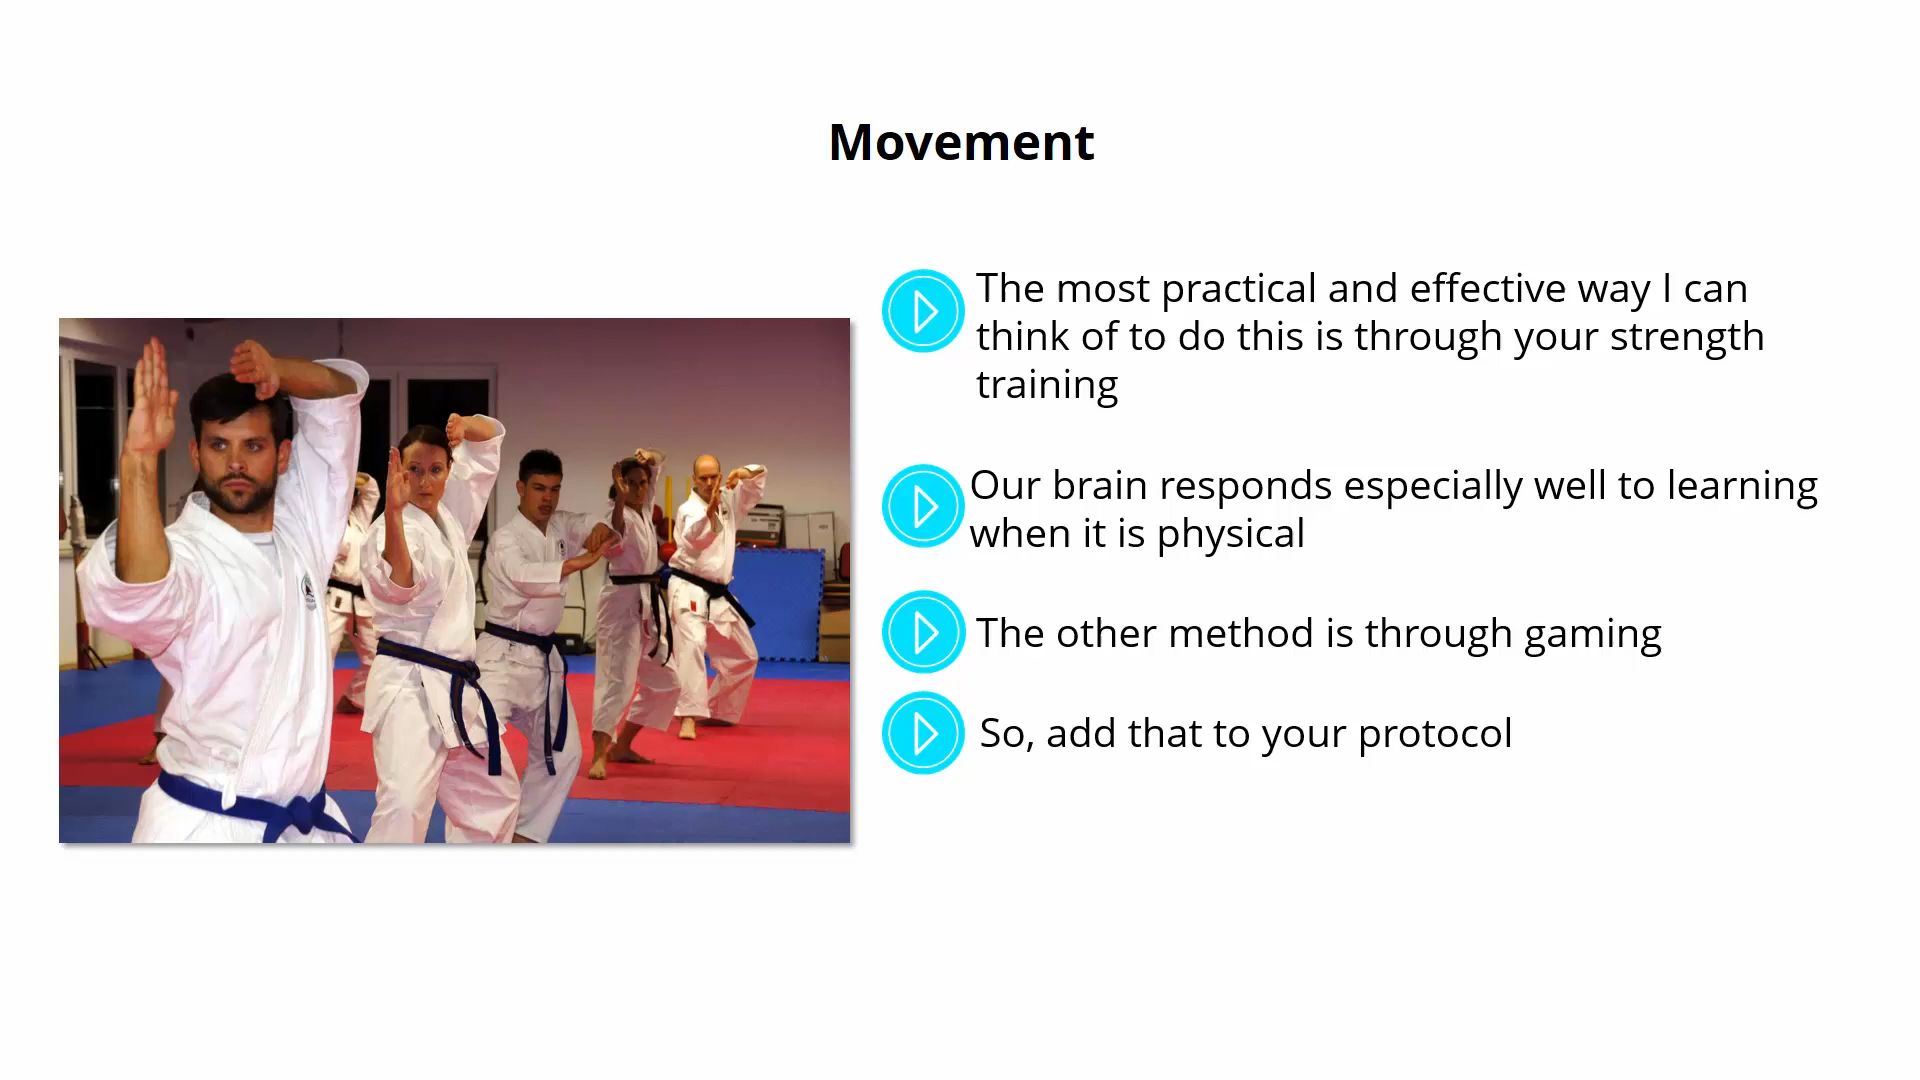 Movement
The most practical and effective way I can
think of to do this is through your strength
training
Our brain responds especially well to learning
when it is physical
The other method is through gaming
So, add that to your protocol